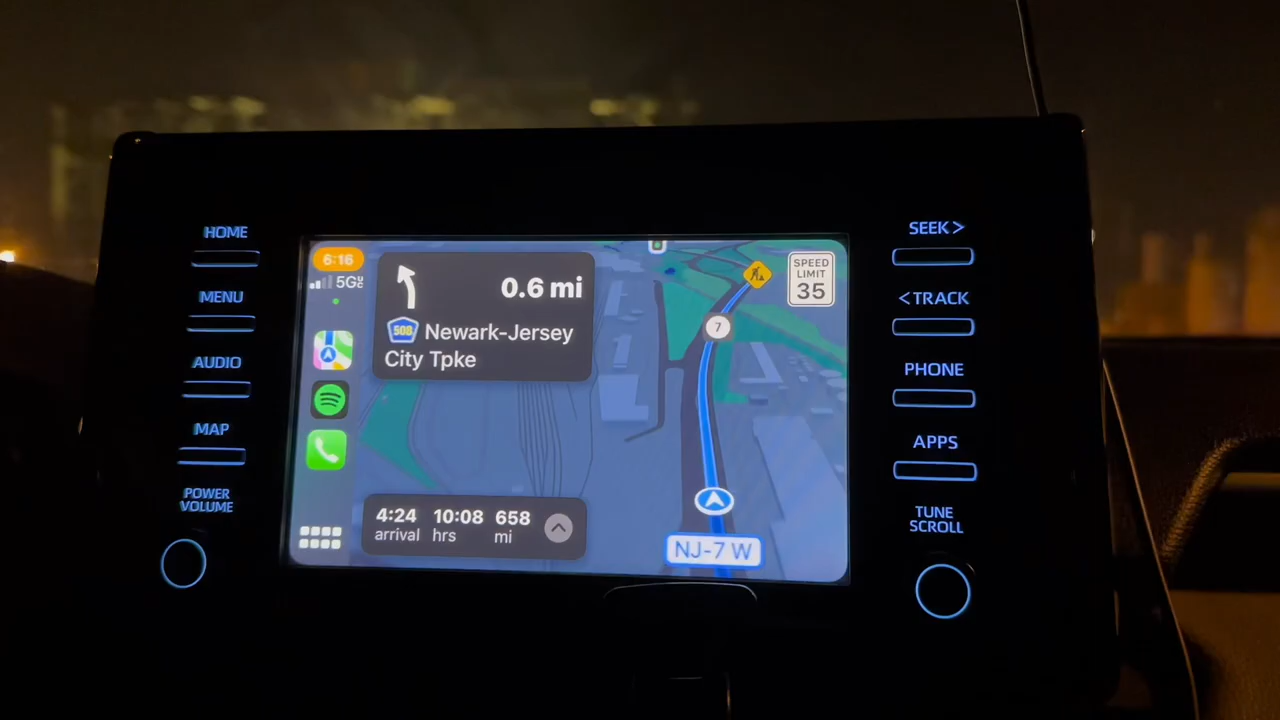 HOME
MENU
AUDIO
MAP
POWER
VOLUME
6:16
5G
0.6 mi
508 Newark-Jersey
City Tpke
4:24 10:08 658
arrival hrs mi
7
SPEED
LIMIT
35
NJ-7 W
SEEK >
< TRACK
PHONE
APPS
TUNE
SCROLL